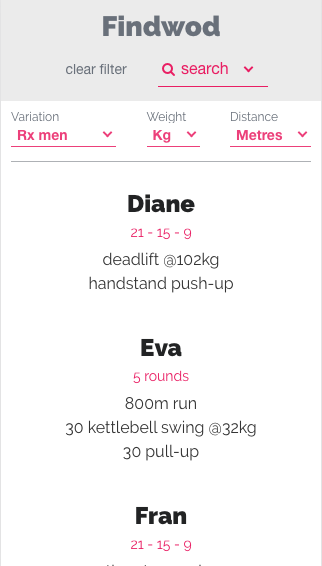 Findwod
clear filter search
Variation Weight Distance
Rx men Kg Metres
Diane
21 - 15 - 9
deadlift @102kg
handstand push-up
Eva
5 rounds
800m run
30 kettlebell swing @32kg
30 pull-up
Fran
21 - 15 - 9